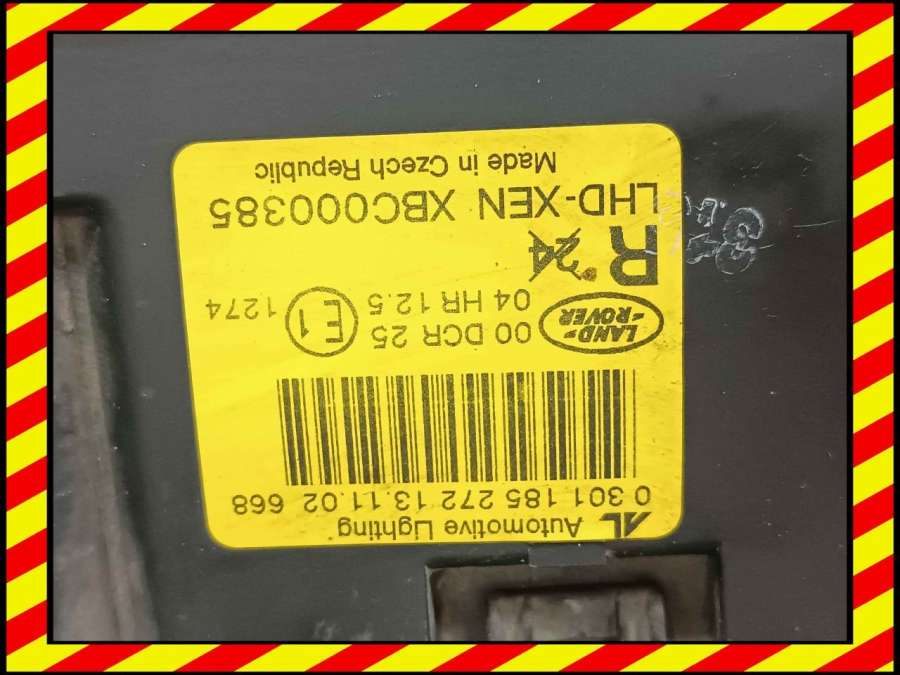 AL Automotive Lighting
0 301 185 272 13.11.02 668
LAND-
-ROVER
00 DCR 25
04 HR 12.5
E1
1274
R 24
LHD-XEN XBC000385
Made in Czech Republic